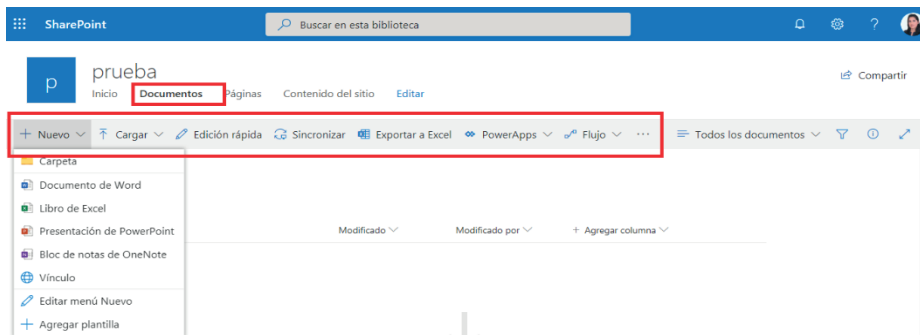 SharePoint Buscar en esta biblioteca ?
p prueba Compartir
Inicio Documentos Páginas Contenido del sitio Editar
+ Nuevo Cargar Edición rápida Sincronizar Exportar a Excel PowerApps Flujo ... Todos los documentos
Carpeta
Documento de Word
Libro de Excel
Presentación de PowerPoint Modificado Modificado por + Agregar columna
Bloc de notas de OneNote
Vínculo
Editar menú Nuevo
+ Agregar plantilla